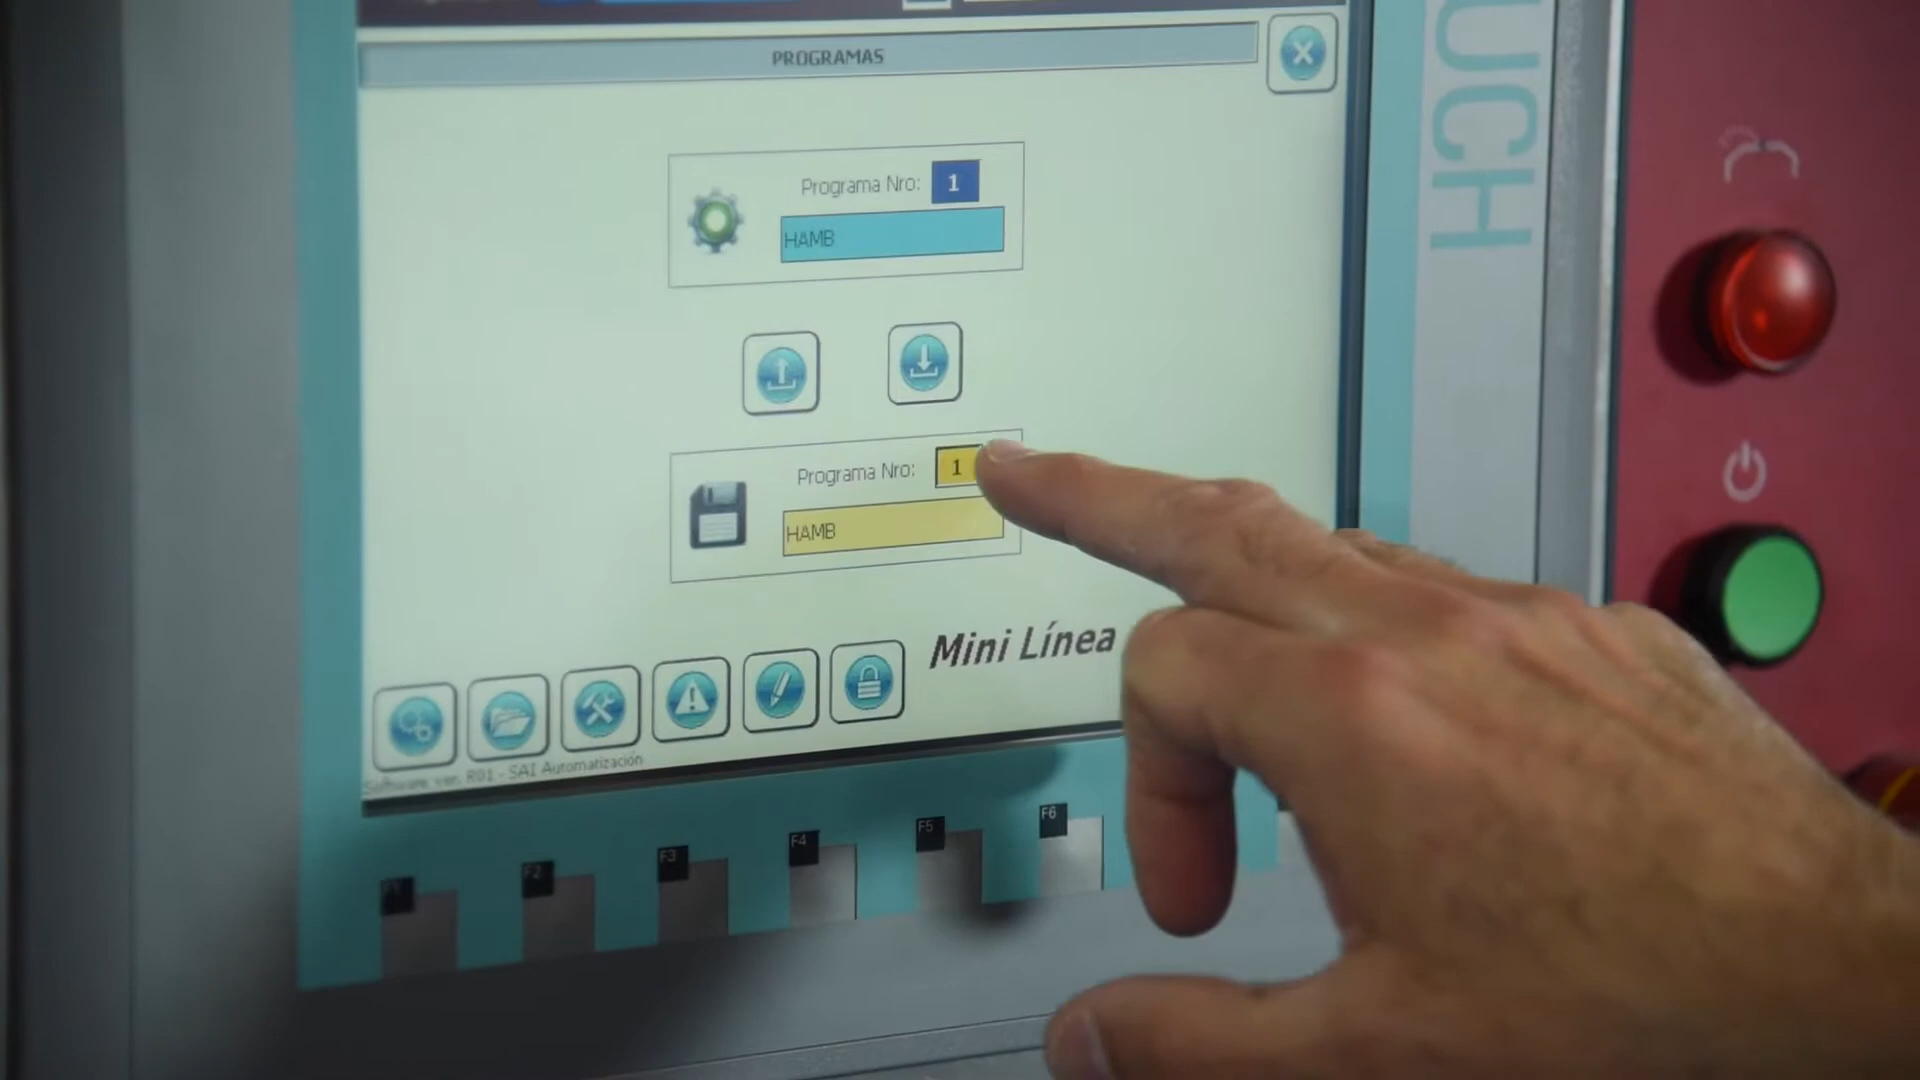 PROGRAMAS
Programa Nro: 1
HAMB
Programa Nro: 1
HAMB
Mini Línea
Software ver. R01 - SAI Automatización
F1
F2
F3
F4
F5
F6
UCH